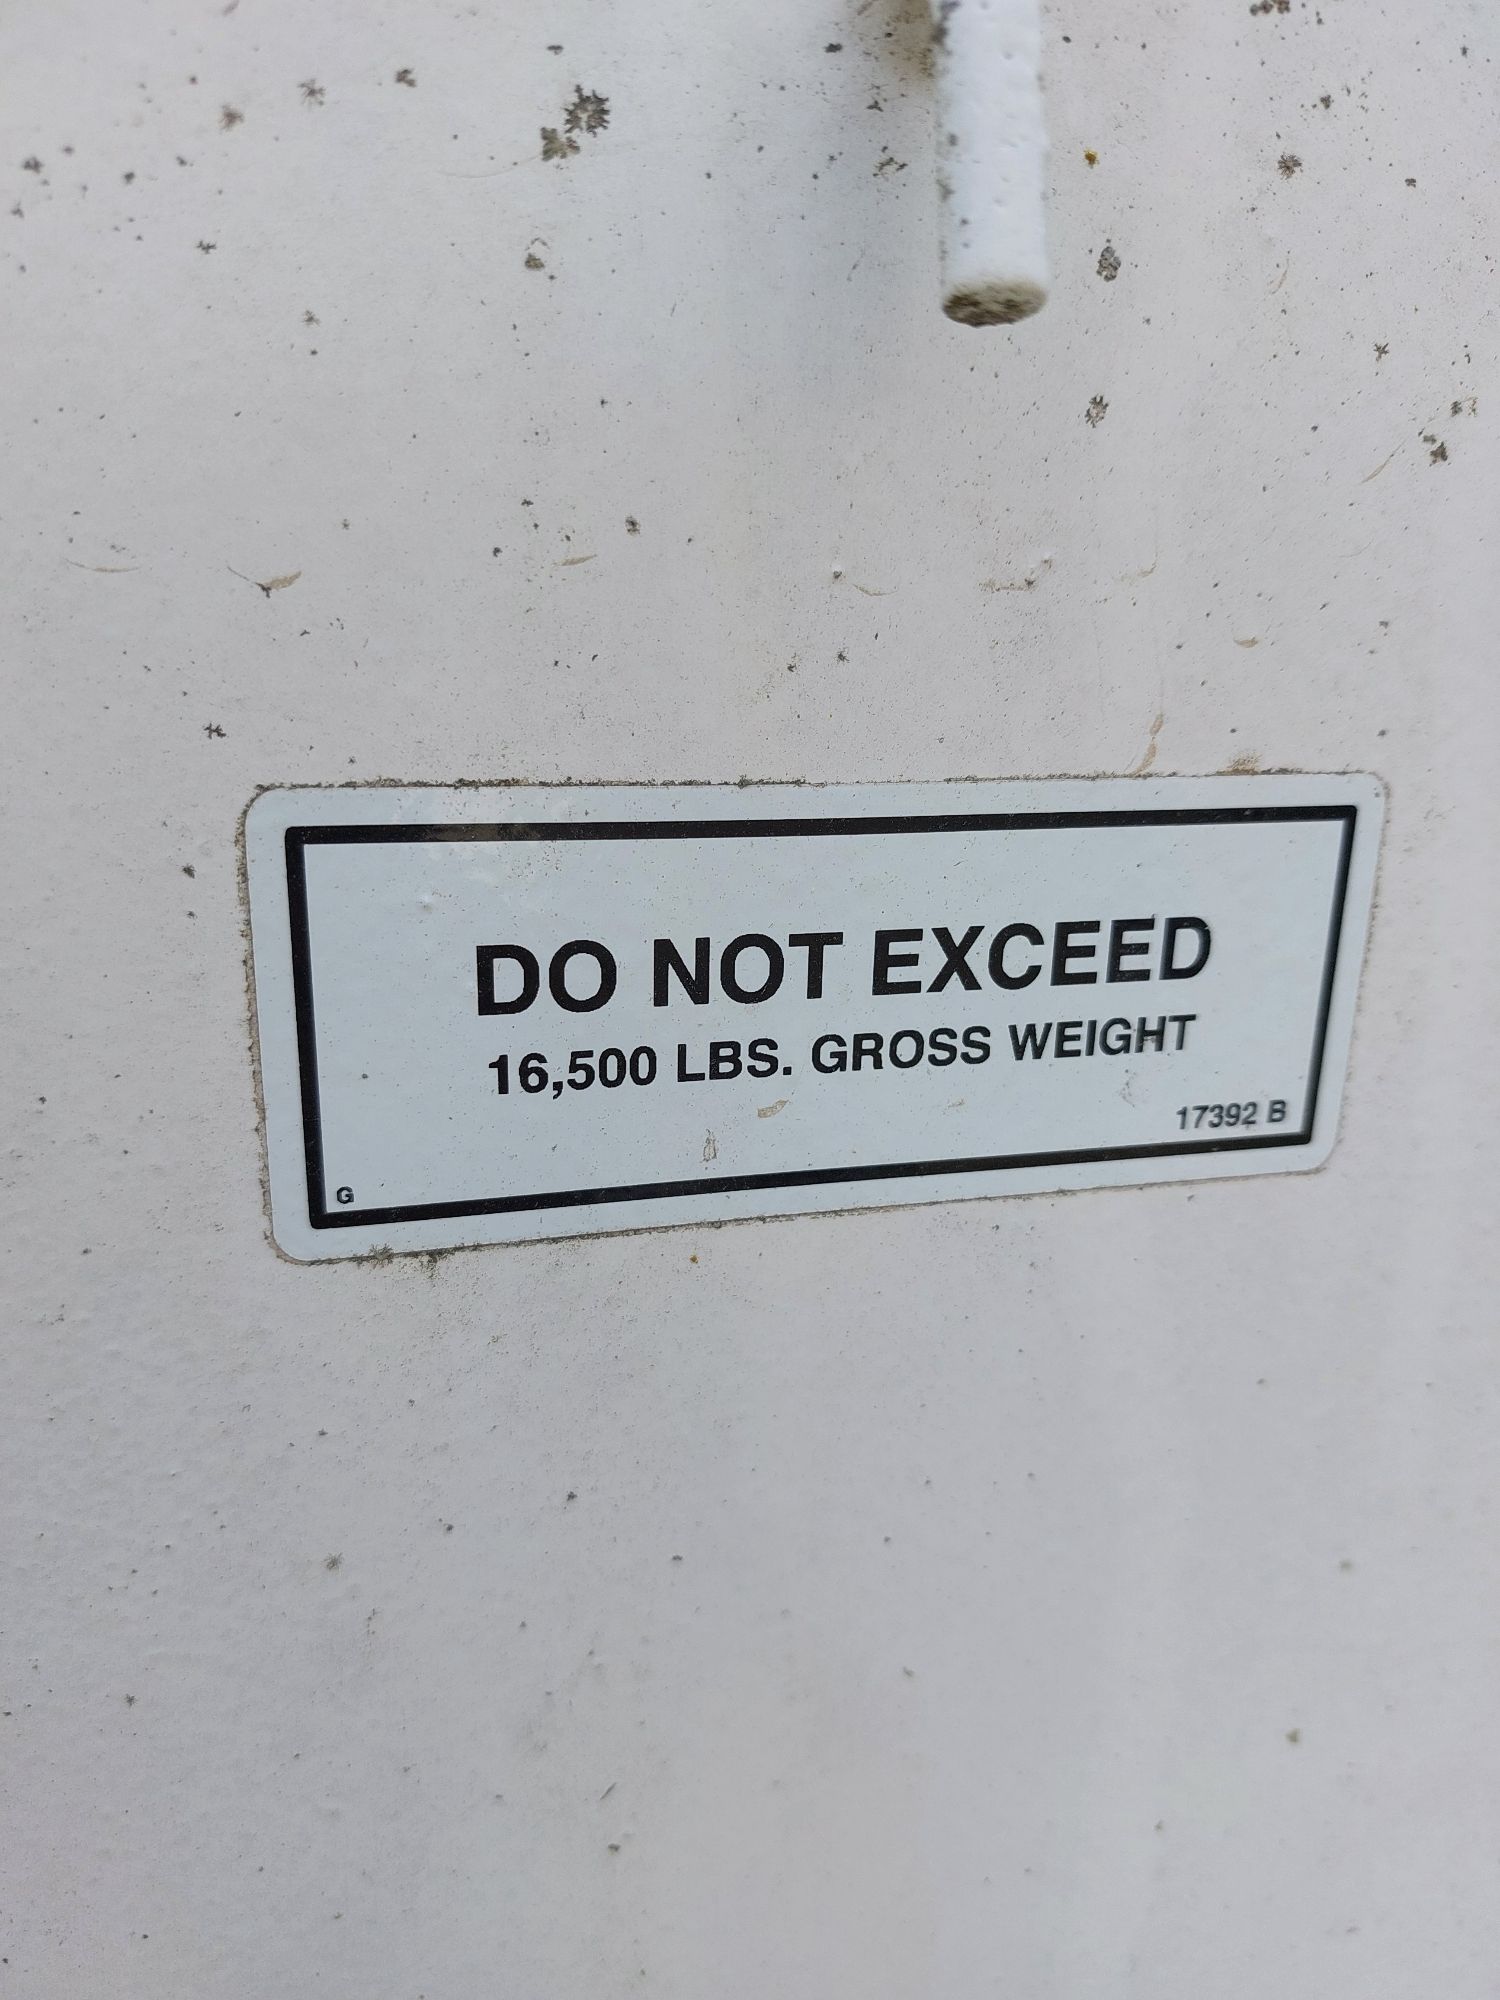 DO NOT EXCEED
16,500 LBS. GROSS WEIGHT
17392 B
G